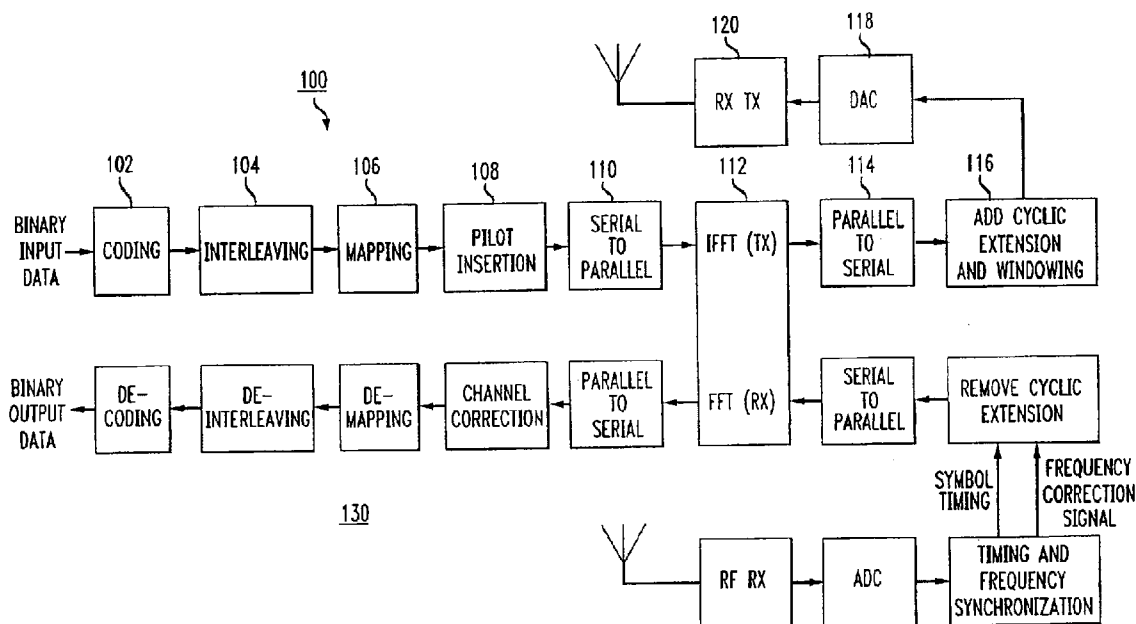 120
118
100
RX TX
DAC
102
104
106
108
110
112
114
116
BINARY
INPUT
DATA
CODING
INTERLEAVING
MAPPING
PILOT
INSERTION
SERIAL
TO
PARALLEL
IFFT (TX)
PARALLEL
TO
SERIAL
ADD CYCLIC
EXTENSION
AND WINDOWING
BINARY
OUTPUT
DATA
DE-
CODING
DE-
INTERLEAVING
DE-
MAPPING
CHANNEL
CORRECTION
PARALLEL
TO
SERIAL
FFT (RX)
SERIAL
TO
PARALLEL
REMOVE CYCLIC
EXTENSION
SYMBOL
TIMING
FREQUENCY
CORRECTION
SIGNAL
130
RF RX
ADC
TIMING AND
FREQUENCY
SYNCHRONIZATION